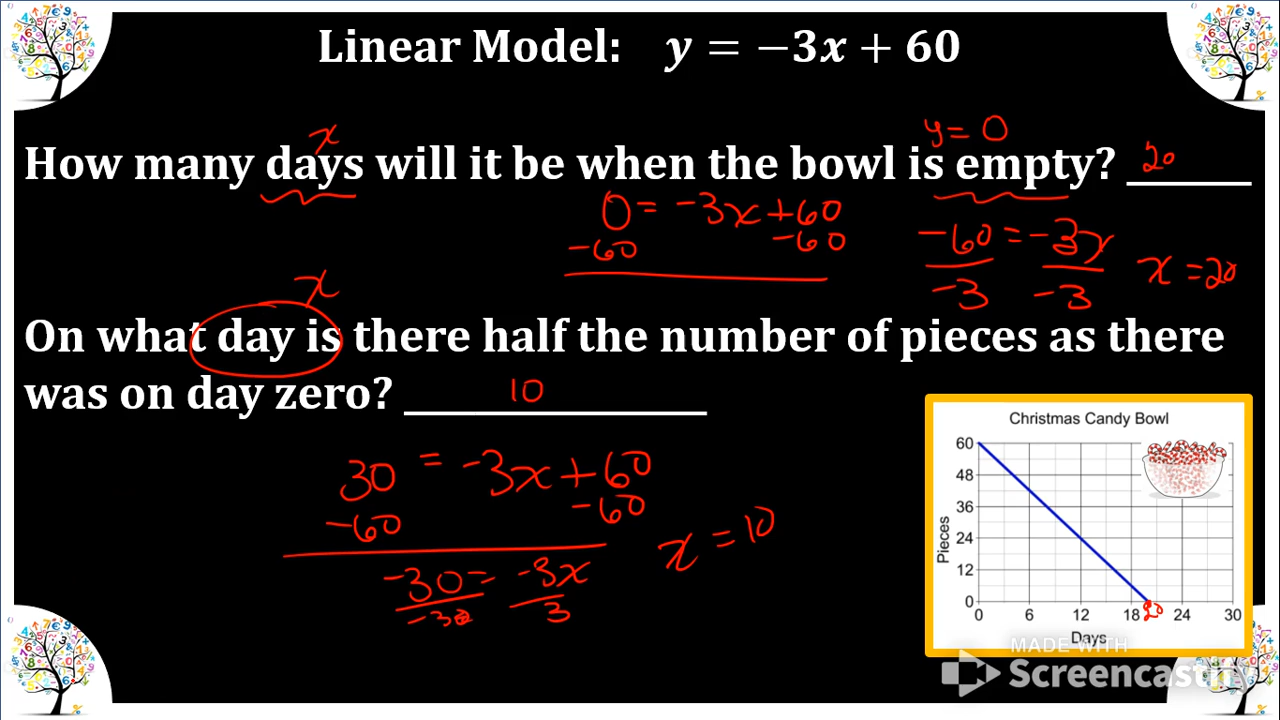 Linear Model: y = −3x + 60
x
y = 0
How many days will it be when the bowl is empty? 20
0 = -3x + 60
-60 -60
-60 = -3x
-3 -3
x = 20
x
On what day is there half the number of pieces as there
was on day zero? 10
30 = -3x + 60
-60 -60
-30 = -3x
3
x = 10
Christmas Candy Bowl
Pieces
60
48
36
24
12
0
0 6 12 18 20 24 30
Days
MADE WITH
Screencastify